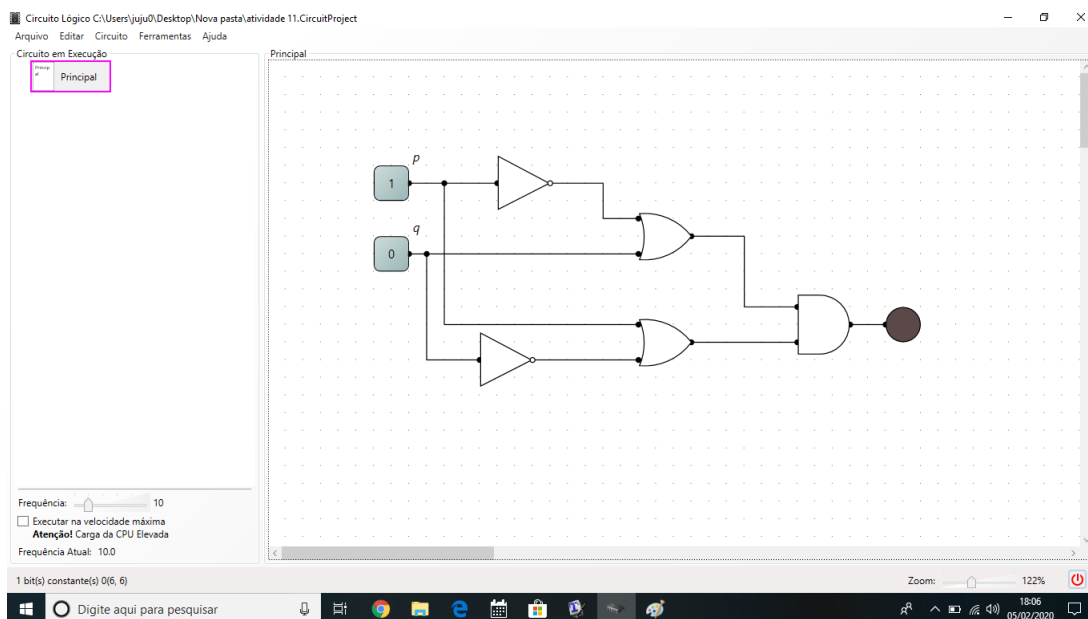 Circuito Lógico C:\Users\juju0\Desktop\Nova pasta\atividade 11.CircuitProject
Arquivo Editar Circuito Ferramentas Ajuda
Circuito em Execução
Princip
al
Principal
Principal
p
1
q
0
Frequência: 10
Executar na velocidade máxima
Atenção! Carga da CPU Elevada
Frequência Atual: 10.0
1 bit(s) constante(s) 0(6, 6)
Zoom: 122%
Digite aqui para pesquisar
18:06
05/02/2020